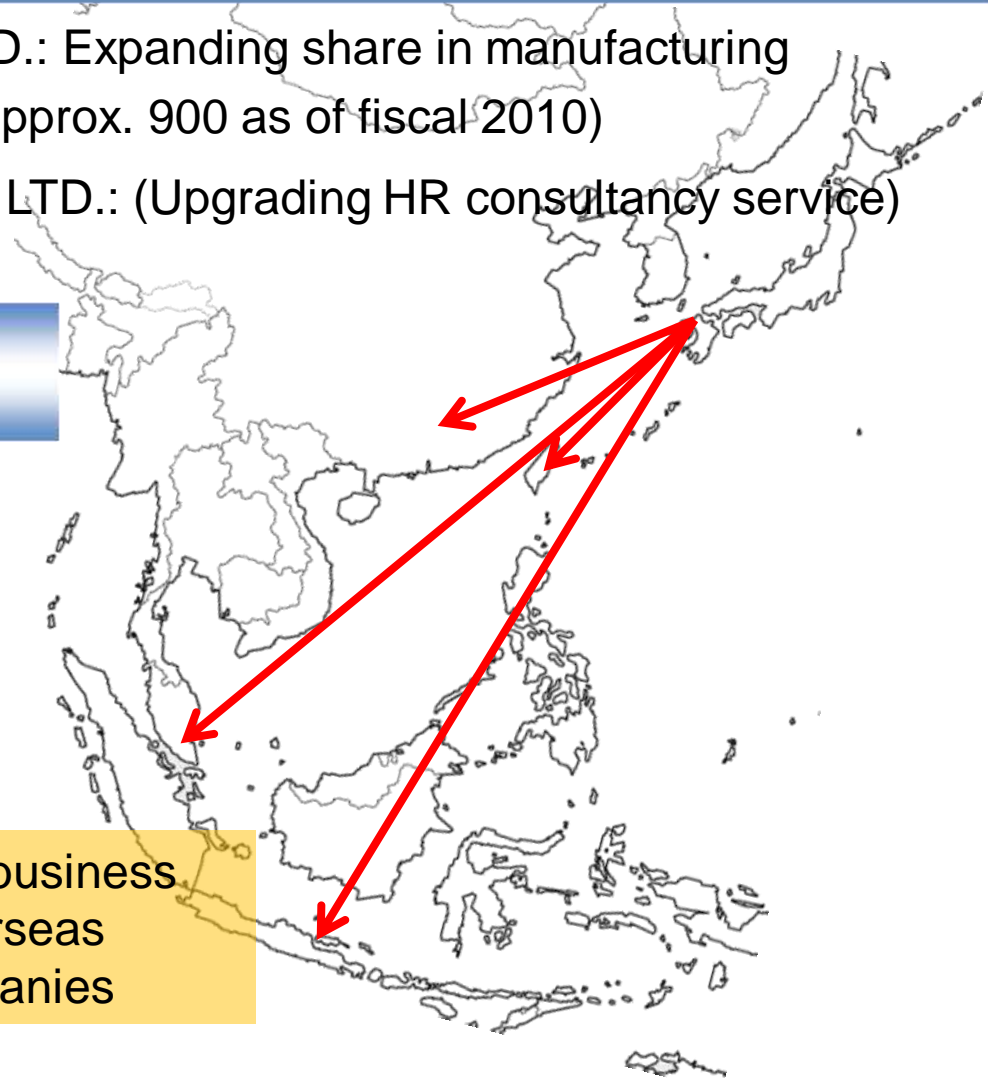 D.: Expanding share in manufacturing
pprox. 900 as of fiscal 2010)
LTD.: (Upgrading HR consultancy service)
business
rseas
anies